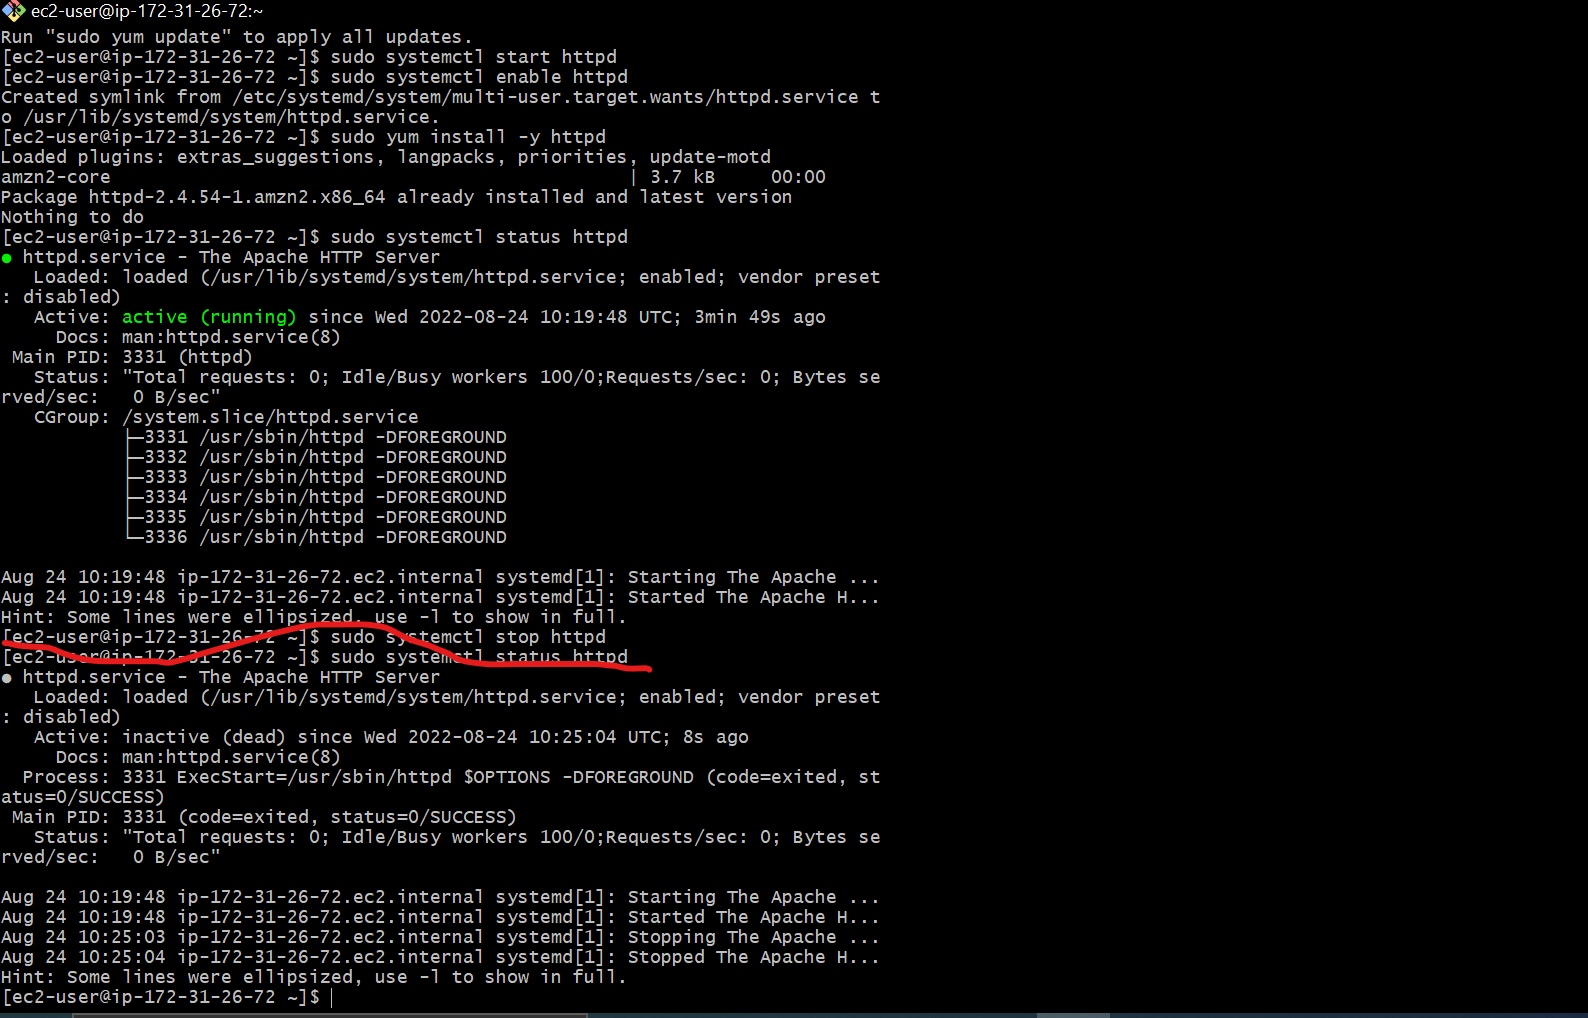 ec2-user@ip-172-31-26-72:~
Run "sudo yum update" to apply all updates.
[ec2-user@ip-172-31-26-72 ~]$ sudo systemctl start httpd
[ec2-user@ip-172-31-26-72 ~]$ sudo systemctl enable httpd
Created symlink from /etc/systemd/system/multi-user.target.wants/httpd.service t
o /usr/lib/systemd/system/httpd.service.
[ec2-user@ip-172-31-26-72 ~]$ sudo yum install -y httpd
Loaded plugins: extras_suggestions, langpacks, priorities, update-motd
amzn2-core                                               | 3.7 kB     00:00
Package httpd-2.4.54-1.amzn2.x86_64 already installed and latest version
Nothing to do
[ec2-user@ip-172-31-26-72 ~]$ sudo systemctl status httpd
● httpd.service - The Apache HTTP Server
   Loaded: loaded (/usr/lib/systemd/system/httpd.service; enabled; vendor preset
: disabled)
   Active: active (running) since Wed 2022-08-24 10:19:48 UTC; 3min 49s ago
     Docs: man:httpd.service(8)
 Main PID: 3331 (httpd)
   Status: "Total requests: 0; Idle/Busy workers 100/0;Requests/sec: 0; Bytes se
rved/sec:   0 B/sec"
   CGroup: /system.slice/httpd.service
           ├─3331 /usr/sbin/httpd -DFOREGROUND
           ├─3332 /usr/sbin/httpd -DFOREGROUND
           ├─3333 /usr/sbin/httpd -DFOREGROUND
           ├─3334 /usr/sbin/httpd -DFOREGROUND
           ├─3335 /usr/sbin/httpd -DFOREGROUND
           └─3336 /usr/sbin/httpd -DFOREGROUND
Aug 24 10:19:48 ip-172-31-26-72.ec2.internal systemd[1]: Starting The Apache ...
Aug 24 10:19:48 ip-172-31-26-72.ec2.internal systemd[1]: Started The Apache H...
Hint: Some lines were ellipsized, use -l to show in full.
[ec2-user@ip-172-31-26-72 ~]$ sudo systemctl stop httpd
[ec2-user@ip-172-31-26-72 ~]$ sudo systemctl status httpd
● httpd.service - The Apache HTTP Server
   Loaded: loaded (/usr/lib/systemd/system/httpd.service; enabled; vendor preset
: disabled)
   Active: inactive (dead) since Wed 2022-08-24 10:25:04 UTC; 8s ago
     Docs: man:httpd.service(8)
  Process: 3331 ExecStart=/usr/sbin/httpd $OPTIONS -DFOREGROUND (code=exited, st
atus=0/SUCCESS)
 Main PID: 3331 (code=exited, status=0/SUCCESS)
   Status: "Total requests: 0; Idle/Busy workers 100/0;Requests/sec: 0; Bytes se
rved/sec:   0 B/sec"
Aug 24 10:19:48 ip-172-31-26-72.ec2.internal systemd[1]: Starting The Apache ...
Aug 24 10:19:48 ip-172-31-26-72.ec2.internal systemd[1]: Started The Apache H...
Aug 24 10:25:03 ip-172-31-26-72.ec2.internal systemd[1]: Stopping The Apache ...
Aug 24 10:25:04 ip-172-31-26-72.ec2.internal systemd[1]: Stopped The Apache H...
Hint: Some lines were ellipsized, use -l to show in full.
[ec2-user@ip-172-31-26-72 ~]$